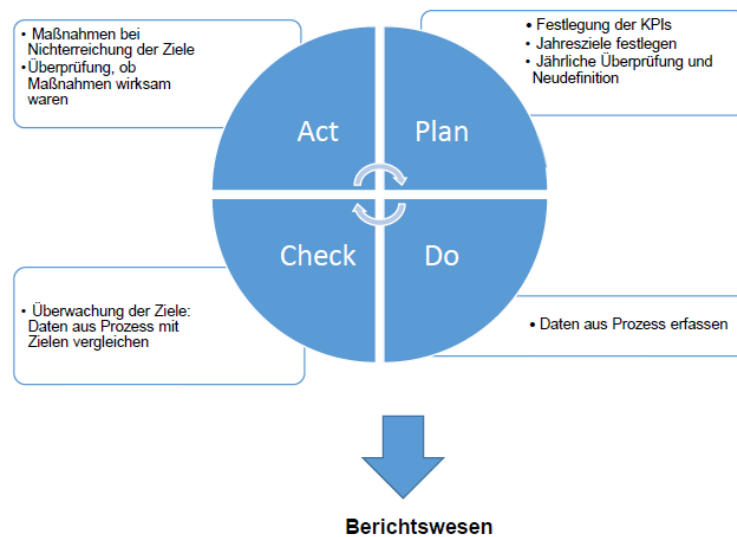 • Maßnahmen bei
Nichterreichung der Ziele
• Überprüfung, ob
Maßnahmen wirksam
waren
• Festlegung der KPIs
• Jahresziele festlegen
• Jährliche Überprüfung und
Neudefinition
Act
Plan
Check
Do
• Überwachung der Ziele:
Daten aus Prozess mit
Zielen vergleichen
• Daten aus Prozess erfassen
Berichtswesen